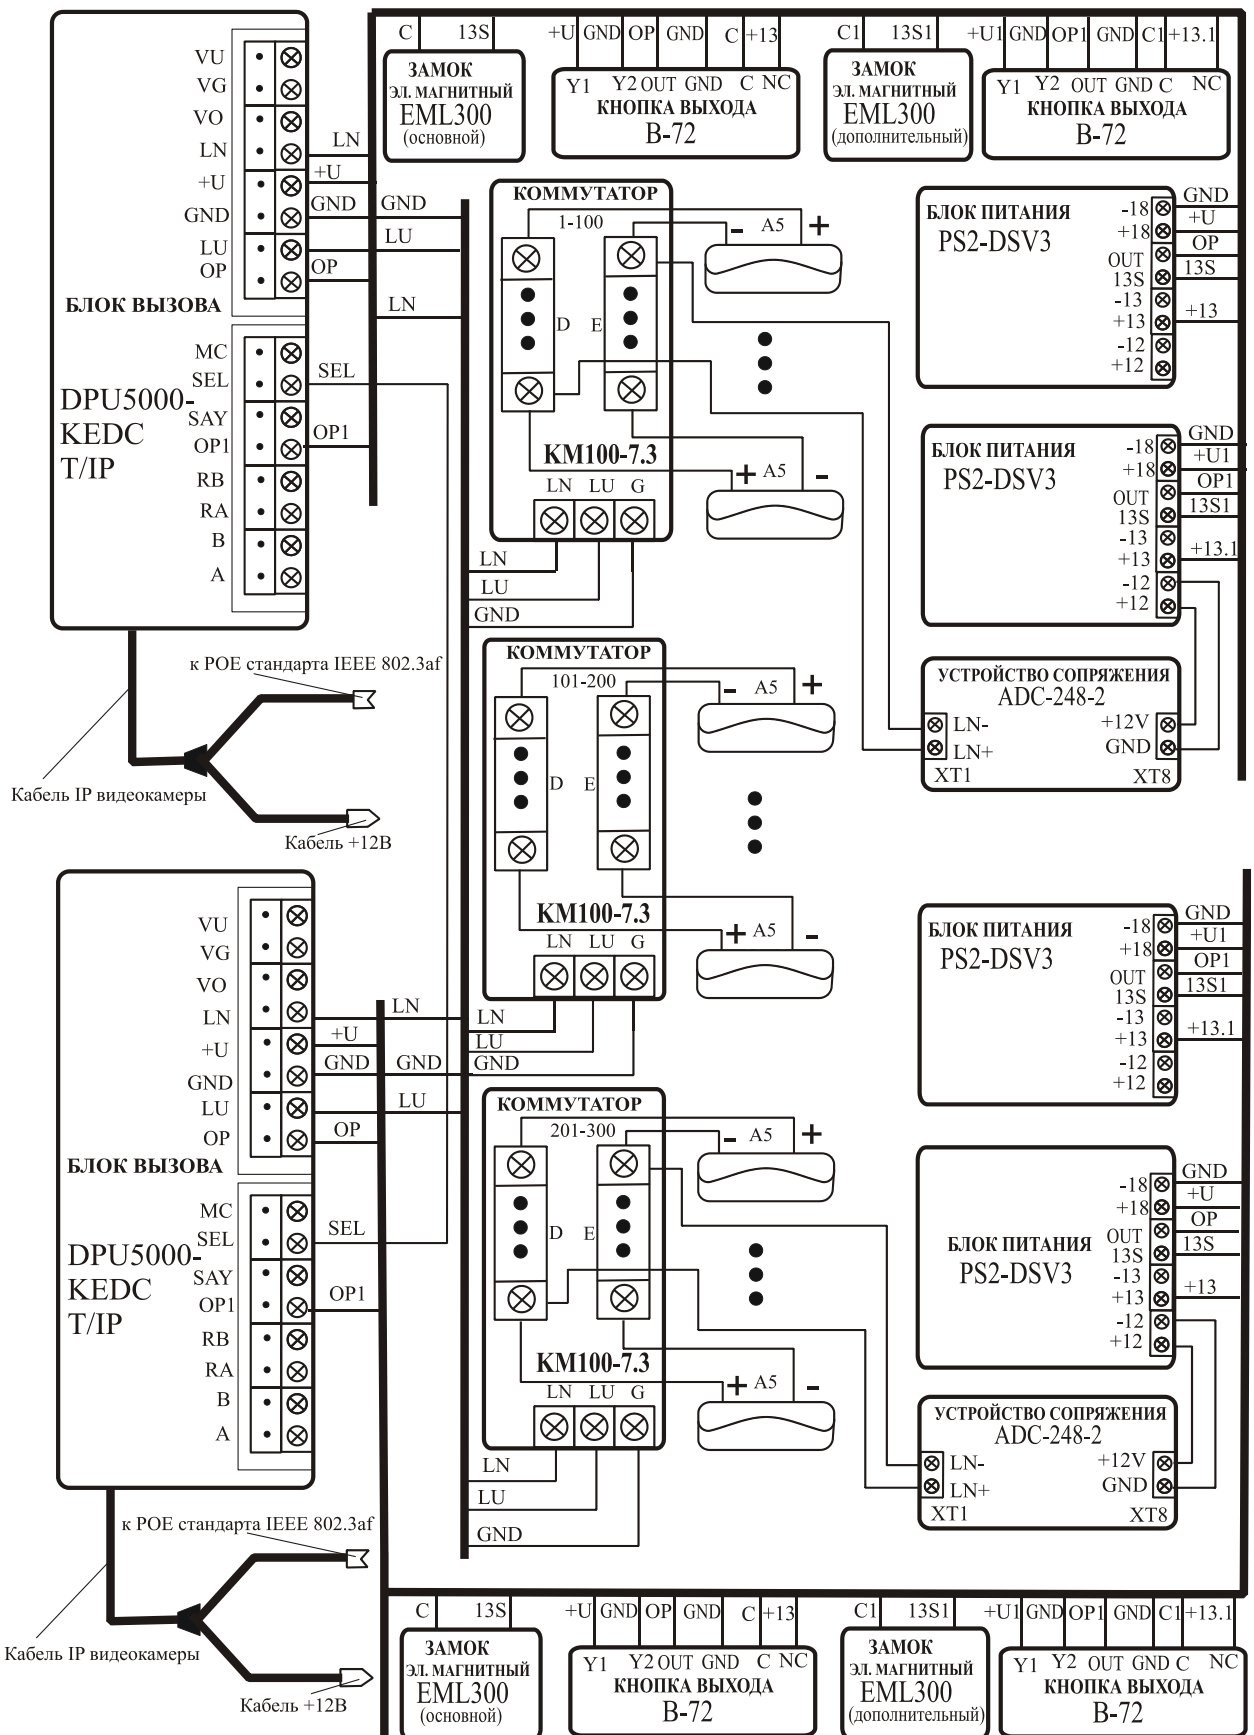 C 13S +U GND OP GND C +13 C1 13S1 +U1 GND OP1 GND C1 +13.1
ЗАМОК
ЭЛ. МАГНИТНЫЙ
EML300
(основной)
Y1 Y2 OUT GND C NC
КНОПКА ВЫХОДА
B-72
ЗАМОК
ЭЛ. МАГНИТНЫЙ
EML300
(дополнительный)
Y1 Y2 OUT GND C NC
КНОПКА ВЫХОДА
B-72
VU
VG
VO
LN LN
+U +U
GND GND GND
LU LU
OP OP
БЛОК ВЫЗОВА
LN
MC
SEL SEL
SAY
OP1 OP1
RB
RA
B
A
DPU5000-
KEDC
T/IP
к POE стандарта IEEE 802.3af
Кабель IP видеокамеры
Кабель +12В
КОММУТАТОР
1-100
- A5 +
D E
KM100-7.3
+ A5 -
LN LU G
LN
LU
GND
БЛОК ПИТАНИЯ
PS2-DSV3
-18 GND
+18 +U
OUT OP
13S 13S
-13
+13 +13
-12
+12
БЛОК ПИТАНИЯ
PS2-DSV3
-18 GND
+18 +U1
OUT OP1
13S 13S1
-13
+13 +13.1
-12
+12
КОММУТАТОР
101-200
- A5 +
D E
KM100-7.3
+ A5 -
LN LU G
LN
LU
GND
УСТРОЙСТВО СОПРЯЖЕНИЯ
ADC-248-2
LN- +12V
LN+ GND
XT1 XT8
VU
VG
VO
LN LN
+U +U
GND GND GND
LU LU
OP OP
БЛОК ВЫЗОВА
MC
SEL SEL
SAY
OP1 OP1
RB
RA
B
A
DPU5000-
KEDC
T/IP
к POE стандарта IEEE 802.3af
Кабель IP видеокамеры
Кабель +12В
БЛОК ПИТАНИЯ
PS2-DSV3
-18 GND
+18 +U1
OUT OP1
13S 13S1
-13
+13 +13.1
-12
+12
КОММУТАТОР
201-300
- A5 +
D E
KM100-7.3
+ A5 -
LN LU G
LN
LU
GND
БЛОК ПИТАНИЯ
PS2-DSV3
-18 GND
+18 +U
OUT OP
13S 13S
-13
+13 +13
-12
+12
УСТРОЙСТВО СОПРЯЖЕНИЯ
ADC-248-2
LN- +12V
LN+ GND
XT1 XT8
C 13S +U GND OP GND C +13 C1 13S1 +U1 GND OP1 GND C1 +13.1
ЗАМОК
ЭЛ. МАГНИТНЫЙ
EML300
(основной)
Y1 Y2 OUT GND C NC
КНОПКА ВЫХОДА
B-72
ЗАМОК
ЭЛ. МАГНИТНЫЙ
EML300
(дополнительный)
Y1 Y2 OUT GND C NC
КНОПКА ВЫХОДА
B-72